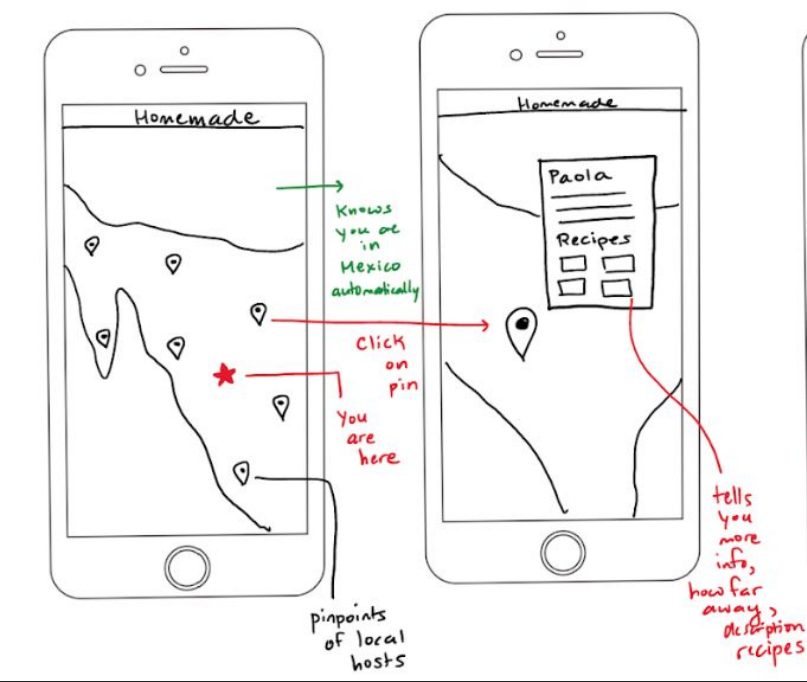 Homemade
Knows
you are
in
Mexico
automatically
Click
on
pin
You
are
here
pinpoints
of local
hosts
Homemade
Paola
Recipes
tells
you
more
info,
how far
away,
description
recipes